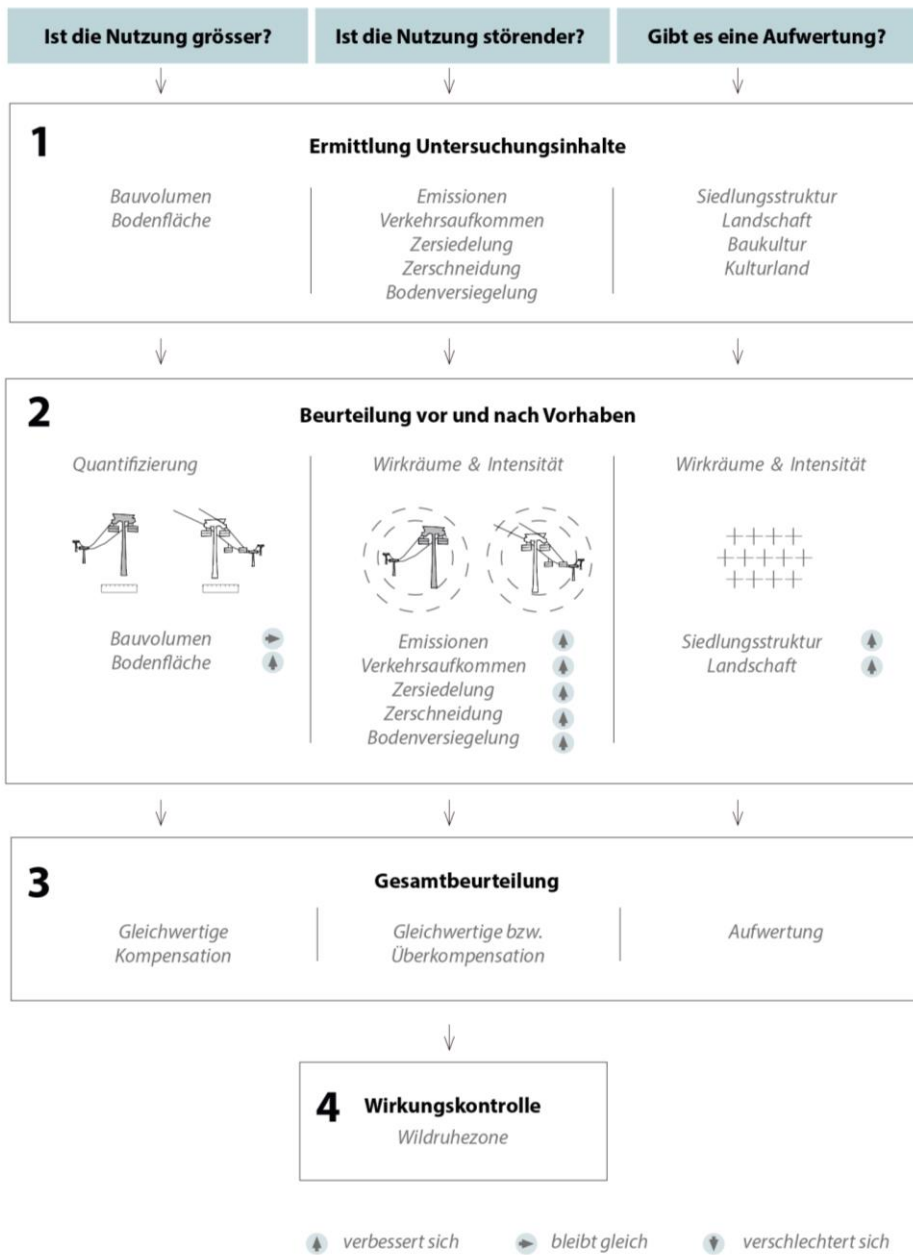 Ist die Nutzung grösser?
Ist die Nutzung störender?
Gibt es eine Aufwertung?
1
Ermittlung Untersuchungsinhalte
Bauvolumen
Bodenfläche
Emissionen
Verkehrsaufkommen
Zersiedelung
Zerschneidung
Bodenversiegelung
Siedlungsstruktur
Landschaft
Baukultur
Kulturland
2
Beurteilung vor und nach Vorhaben
Quantifizierung
Bauvolumen
Bodenfläche
Wirkräume & Intensität
Emissionen
Verkehrsaufkommen
Zersiedelung
Zerschneidung
Bodenversiegelung
Wirkräume & Intensität
Siedlungsstruktur
Landschaft
3
Gesamtbeurteilung
Gleichwertige
Kompensation
Gleichwertige bzw.
Überkompensation
Aufwertung
4
Wirkungskontrolle
Wildruhezone
verbessert sich
bleibt gleich
verschlechtert sich